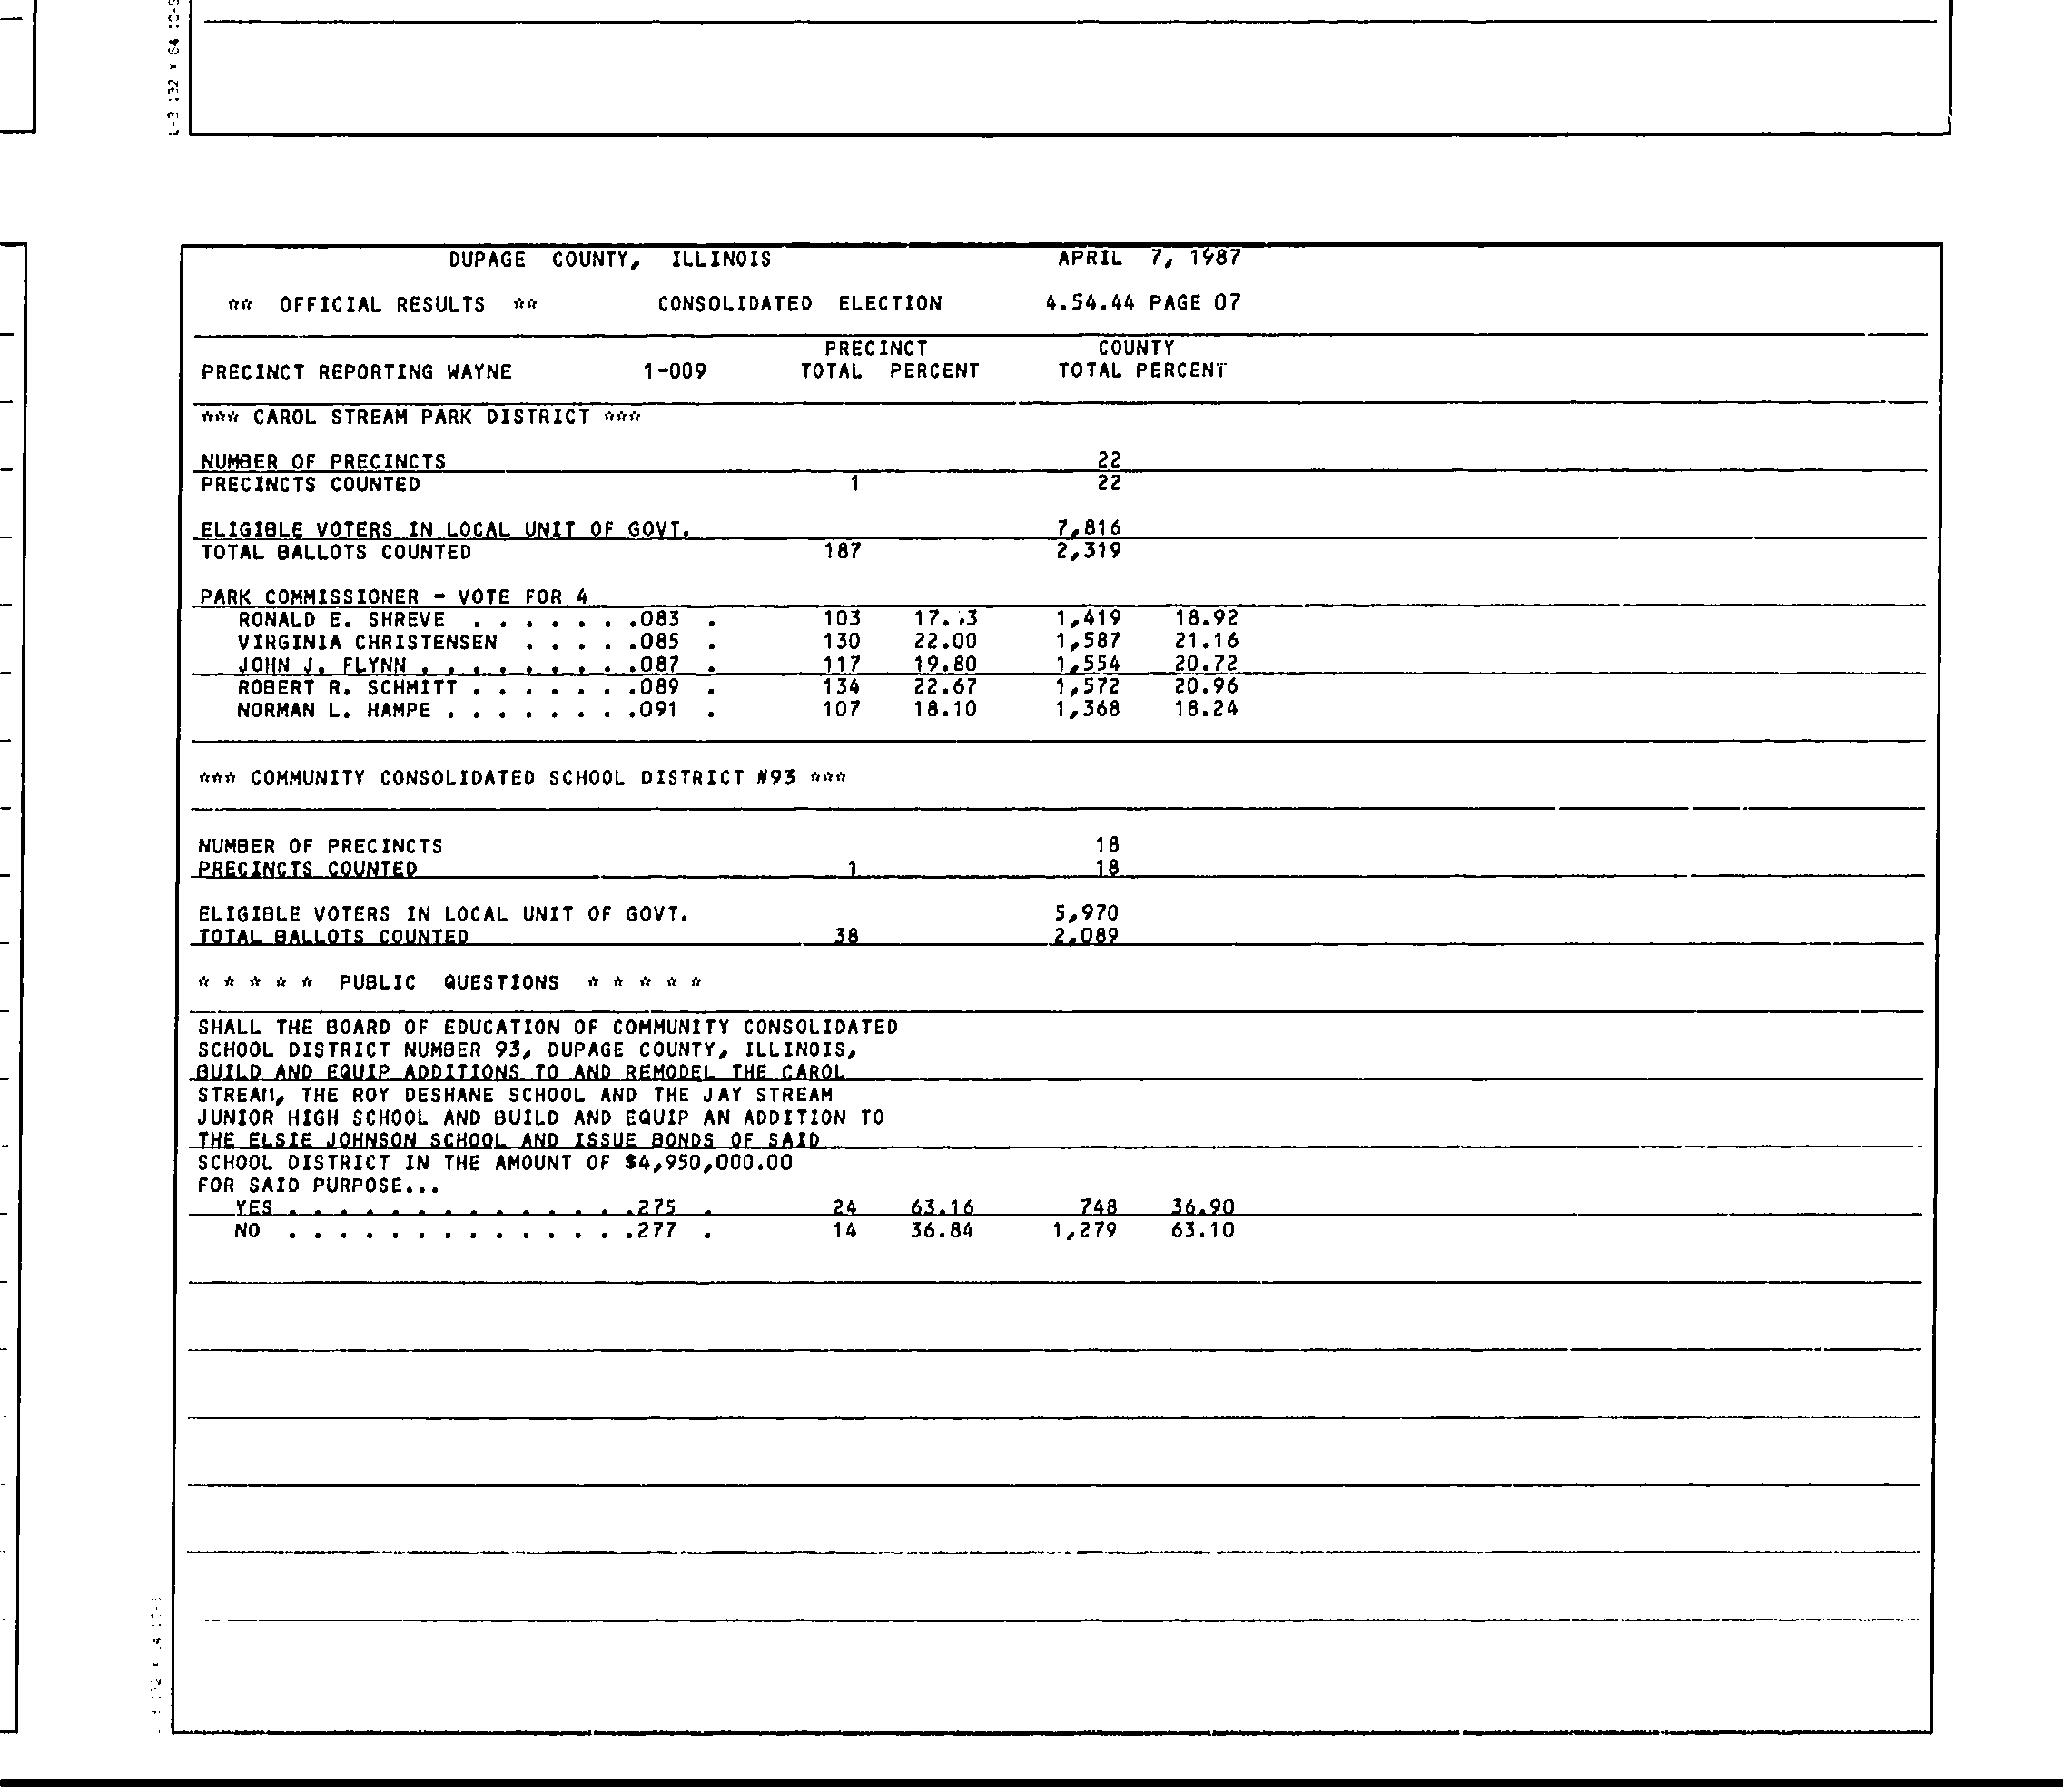 L-3 132 Y 64 10-6
DUPAGE COUNTY, ILLINOIS APRIL 7, 1987
** OFFICIAL RESULTS ** CONSOLIDATED ELECTION 4.54.44 PAGE 07
PRECINCT COUNTY
PRECINCT REPORTING WAYNE 1-009 TOTAL PERCENT TOTAL PERCENT
*** CAROL STREAM PARK DISTRICT ***
NUMBER OF PRECINCTS 22
PRECINCTS COUNTED 1 22
ELIGIBLE VOTERS IN LOCAL UNIT OF GOVT. 7,816
TOTAL BALLOTS COUNTED 187 2,319
PARK COMMISSIONER - VOTE FOR 4
RONALD E. SHREVE . . . . . . .083 . 103 1,419 18.92
VIRGINIA CHRISTENSEN . . . . .085 . 130 22.00 1,587 21.16
JOHN J. FLYNN . . . . . . . . .087 . 117 19.80 1,554 20.72
ROBERT R. SCHMITT . . . . . . .089 . 134 22.67 1,572 20.96
NORMAN L. HAMPE . . . . . . . .091 . 107 18.10 1,368 18.24
*** COMMUNITY CONSOLIDATED SCHOOL DISTRICT #93 ***
NUMBER OF PRECINCTS 18
PRECINCTS COUNTED 1 18
ELIGIBLE VOTERS IN LOCAL UNIT OF GOVT. 5,970
TOTAL BALLOTS COUNTED 38 2,089
* * * * * PUBLIC QUESTIONS * * * * *
SHALL THE BOARD OF EDUCATION OF COMMUNITY CONSOLIDATED
SCHOOL DISTRICT NUMBER 93, DUPAGE COUNTY, ILLINOIS,
BUILD AND EQUIP ADDITIONS TO AND REMODEL THE CAROL
STREAM, THE ROY DESHANE SCHOOL AND THE JAY STREAM
JUNIOR HIGH SCHOOL AND BUILD AND EQUIP AN ADDITION TO
THE ELSIE JOHNSON SCHOOL AND ISSUE BONDS OF SAID
SCHOOL DISTRICT IN THE AMOUNT OF $4,950,000.00
FOR SAID PURPOSE...
YES . . . . . . . . . . . . . .275 . 24 63.16 748 36.90
NO . . . . . . . . . . . . . .277 . 14 36.84 1,279 63.10